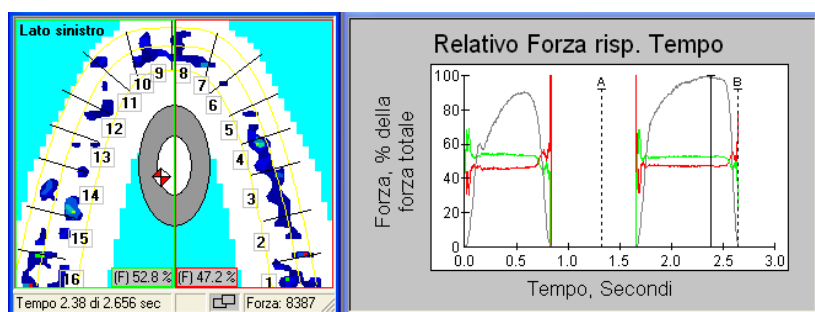 Lato sinistro
9 8
10 7
11 6
12 5
13 4
14 3
15 2
16 1
(F) 52.8 % (F) 47.2 %
Tempo 2.38 di 2.656 sec Forza: 8387
Relativo Forza risp. Tempo
Forza, % della
forza totale
100
80
60
40
20
0
A B
0.0 0.5 1.0 1.5 2.0 2.5 3.0
Tempo, Secondi